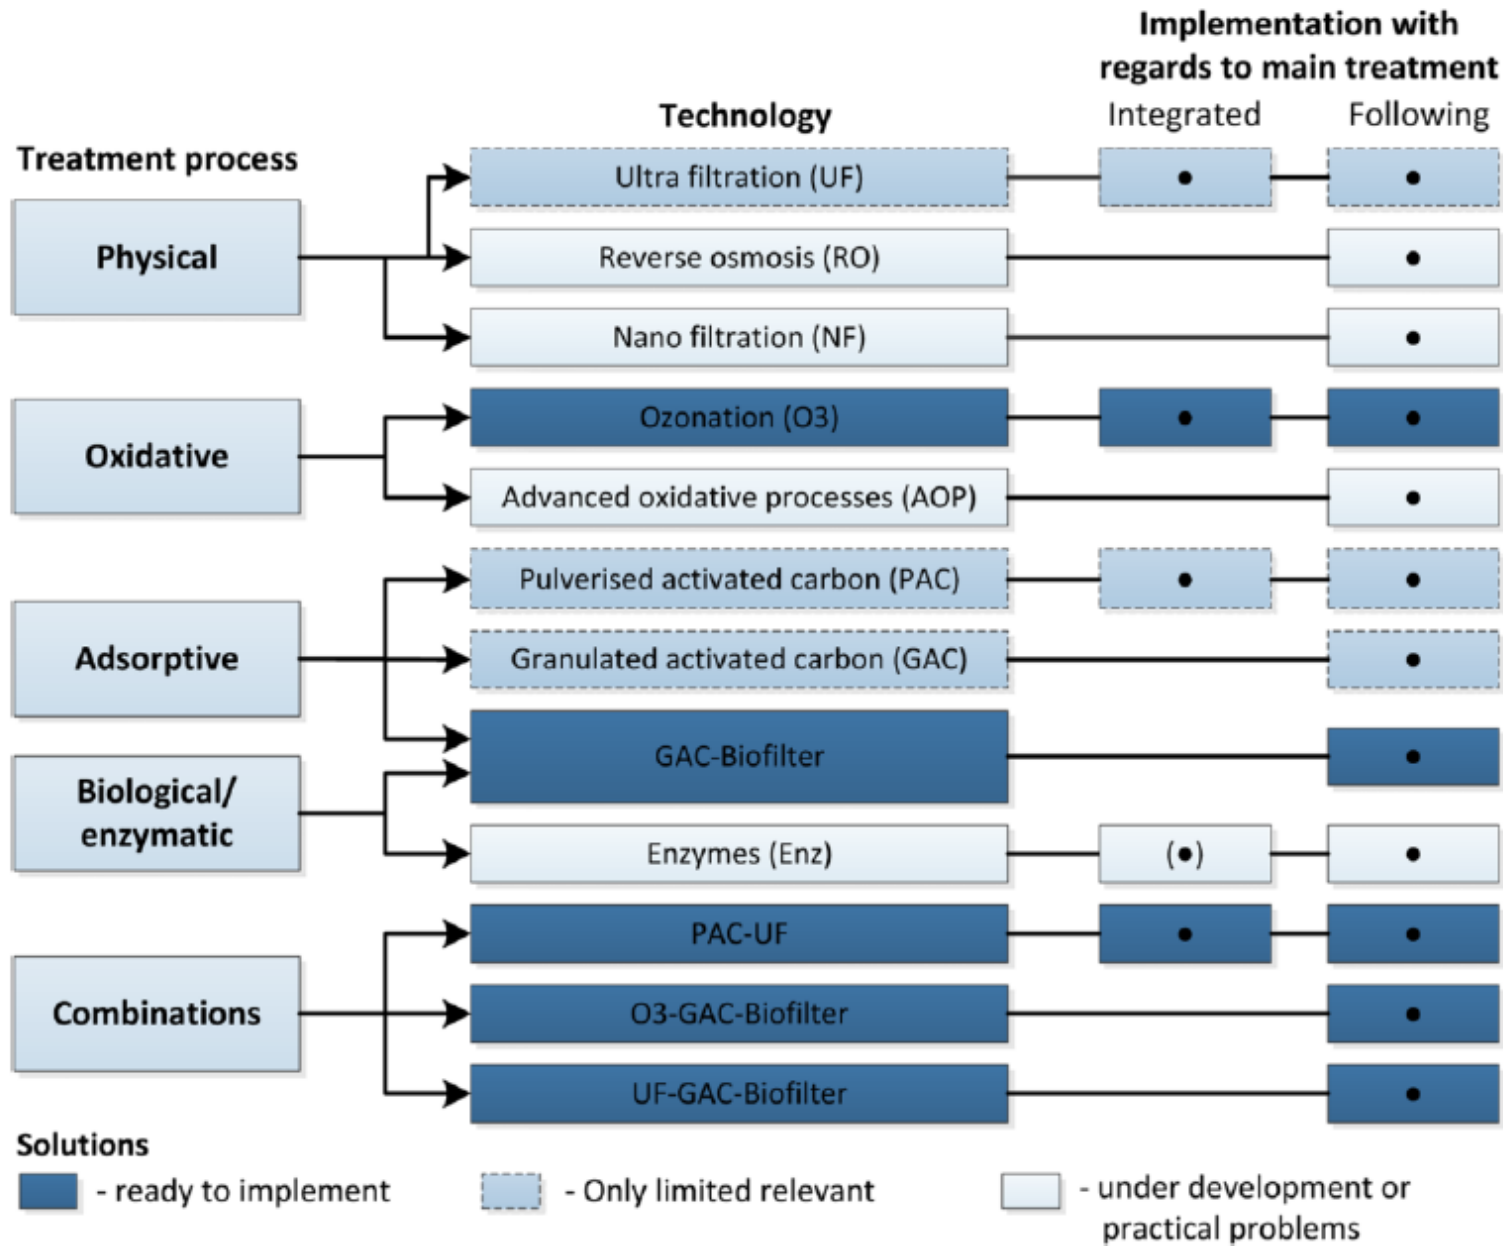 Implementation with
regards to main treatment
Technology
Integrated
Following
Treatment process
Ultra filtration (UF)
•
•
Physical
Reverse osmosis (RO)
•
Nano filtration (NF)
•
Ozonation (O3)
•
•
Oxidative
Advanced oxidative processes (AOP)
•
Pulverised activated carbon (PAC)
•
•
Adsorptive
Granulated activated carbon (GAC)
•
GAC-Biofilter
•
Biological/
enzymatic
Enzymes (Enz)
(•)
•
PAC-UF
•
•
Combinations
O3-GAC-Biofilter
•
UF-GAC-Biofilter
•
Solutions
- ready to implement
- Only limited relevant
- under development or
practical problems